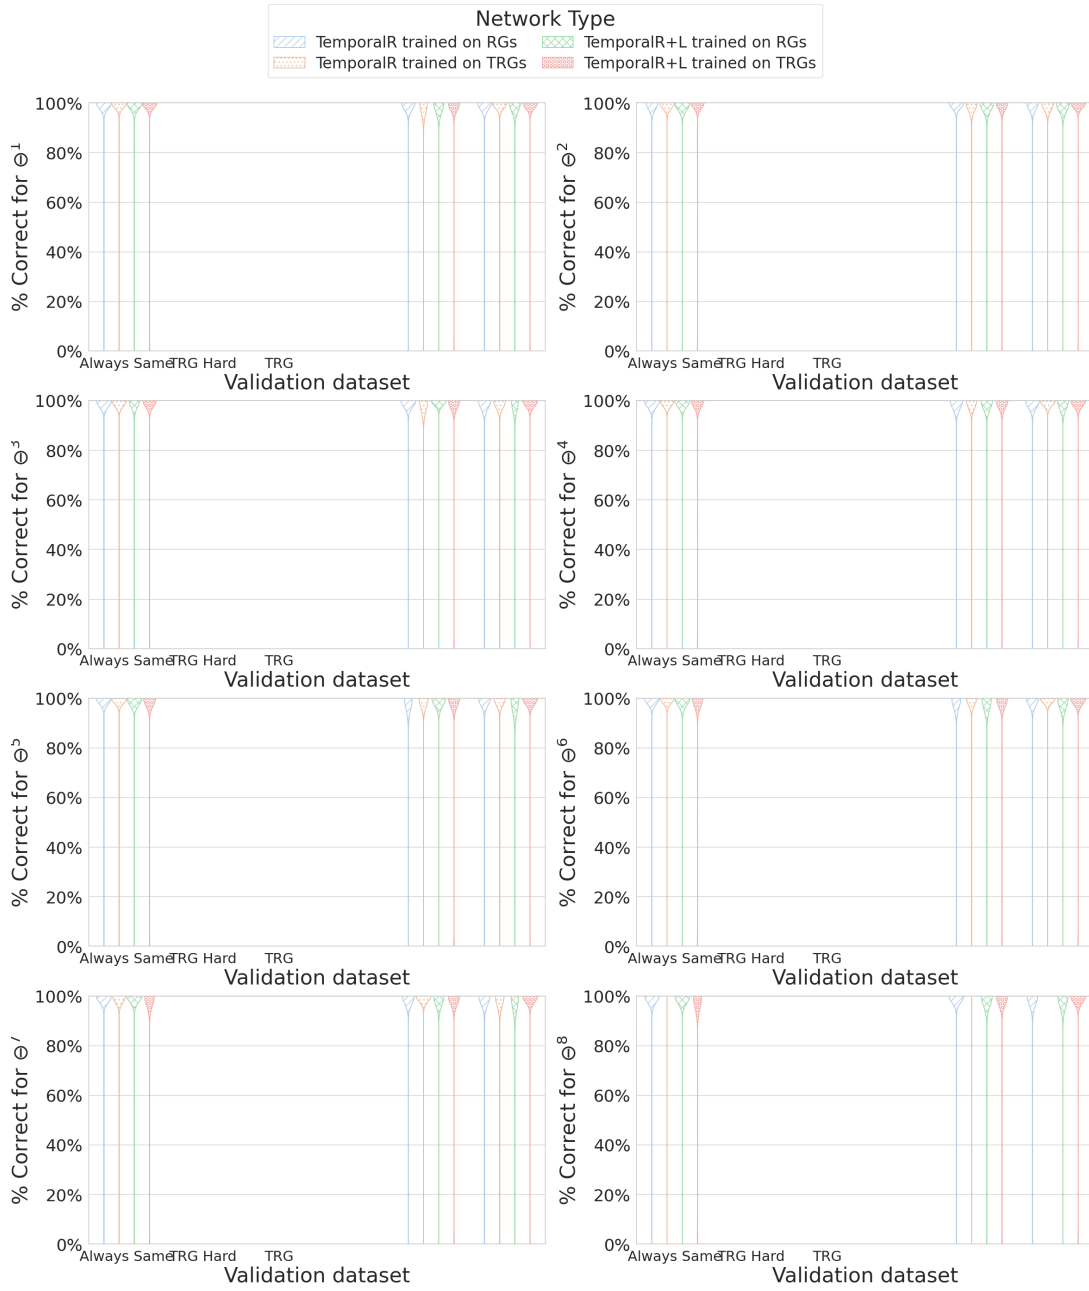 Network Type
TemporalR trained on RGs
TemporalR+L trained on RGs
TemporalR trained on TRGs
TemporalR+L trained on TRGs
% Correct for Θ¹
100%
80%
60%
40%
20%
0%
Always Same
TRG Hard
TRG
Validation dataset
% Correct for Θ²
100%
80%
60%
40%
20%
0%
Always Same
TRG Hard
TRG
Validation dataset
% Correct for Θ³
100%
80%
60%
40%
20%
0%
Always Same
TRG Hard
TRG
Validation dataset
% Correct for Θ⁴
100%
80%
60%
40%
20%
0%
Always Same
TRG Hard
TRG
Validation dataset
% Correct for Θ⁵
100%
80%
60%
40%
20%
0%
Always Same
TRG Hard
TRG
Validation dataset
% Correct for Θ⁶
100%
80%
60%
40%
20%
0%
Always Same
TRG Hard
TRG
Validation dataset
% Correct for Θ⁷
100%
80%
60%
40%
20%
0%
Always Same
TRG Hard
TRG
Validation dataset
% Correct for Θ⁸
100%
80%
60%
40%
20%
0%
Always Same
TRG Hard
TRG
Validation dataset